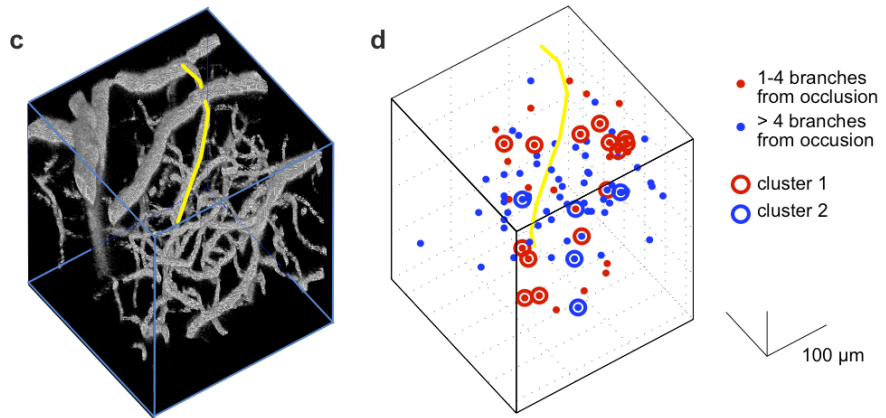 c
d
1-4 branches
from occlusion
> 4 branches
from occusion
cluster 1
cluster 2
100 µm